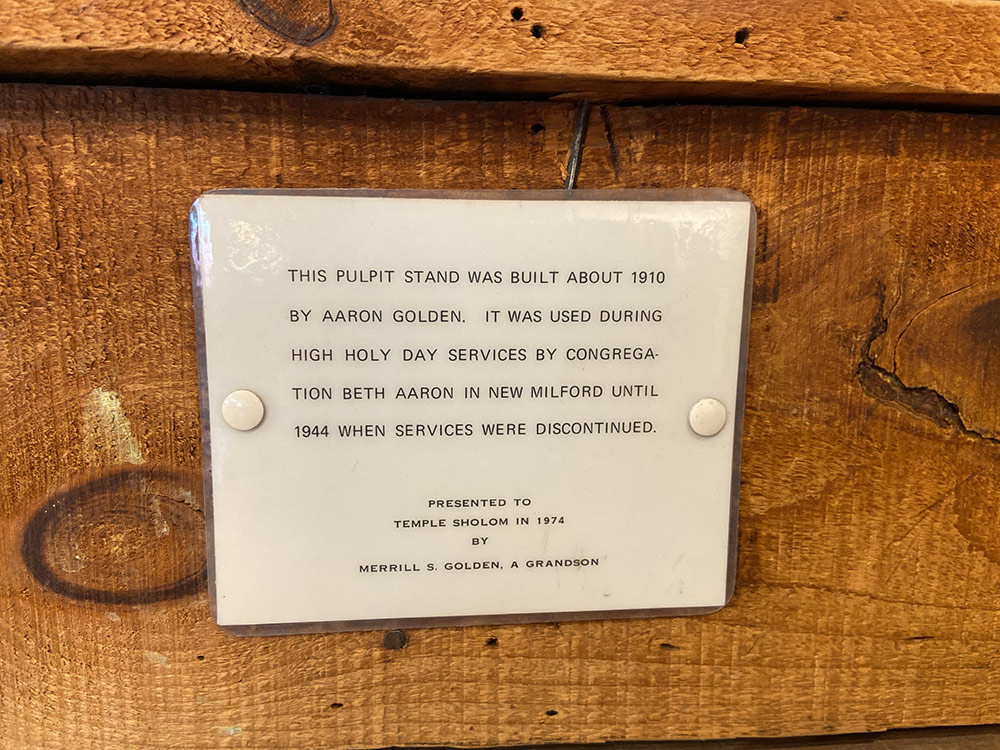 THIS PULPIT STAND WAS BUILT ABOUT 1910
BY AARON GOLDEN. IT WAS USED DURING
HIGH HOLY DAY SERVICES BY CONGREGA-
TION BETH AARON IN NEW MILFORD UNTIL
1944 WHEN SERVICES WERE DISCONTINUED.
PRESENTED TO
TEMPLE SHOLOM IN 1974
BY
MERRILL S. GOLDEN, A GRANDSON